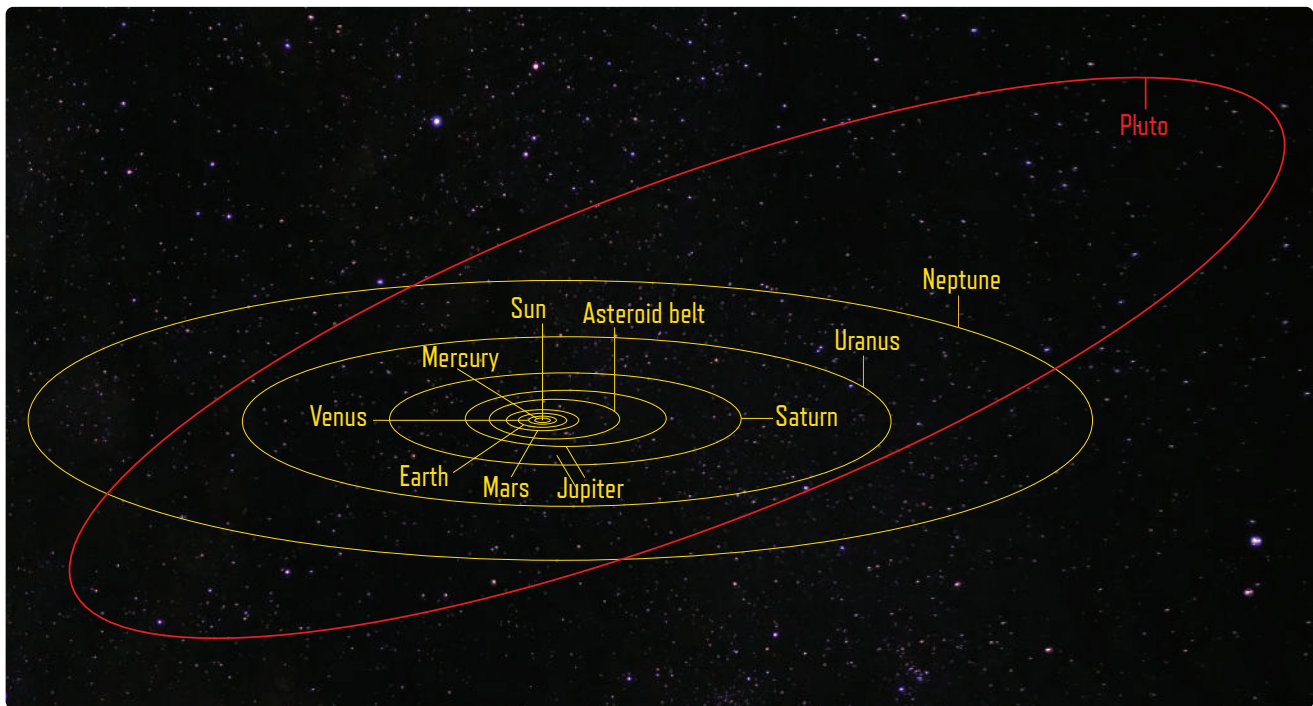 Pluto
Neptune
Sun
Asteroid belt
Uranus
Mercury
Venus
Saturn
Earth
Mars
Jupiter